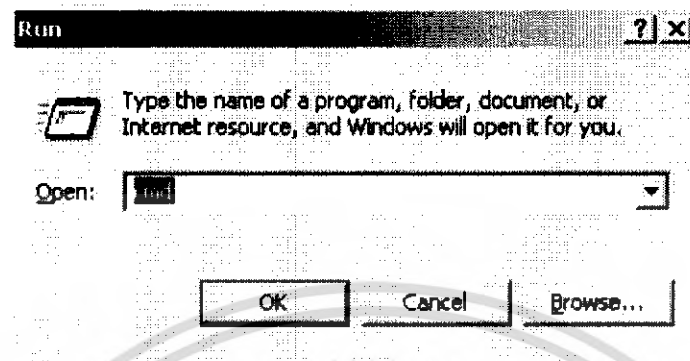 Run
Type the name of a program, folder, document, or
Internet resource, and Windows will open it for you.
Open: cmd
OK Cancel Browse...